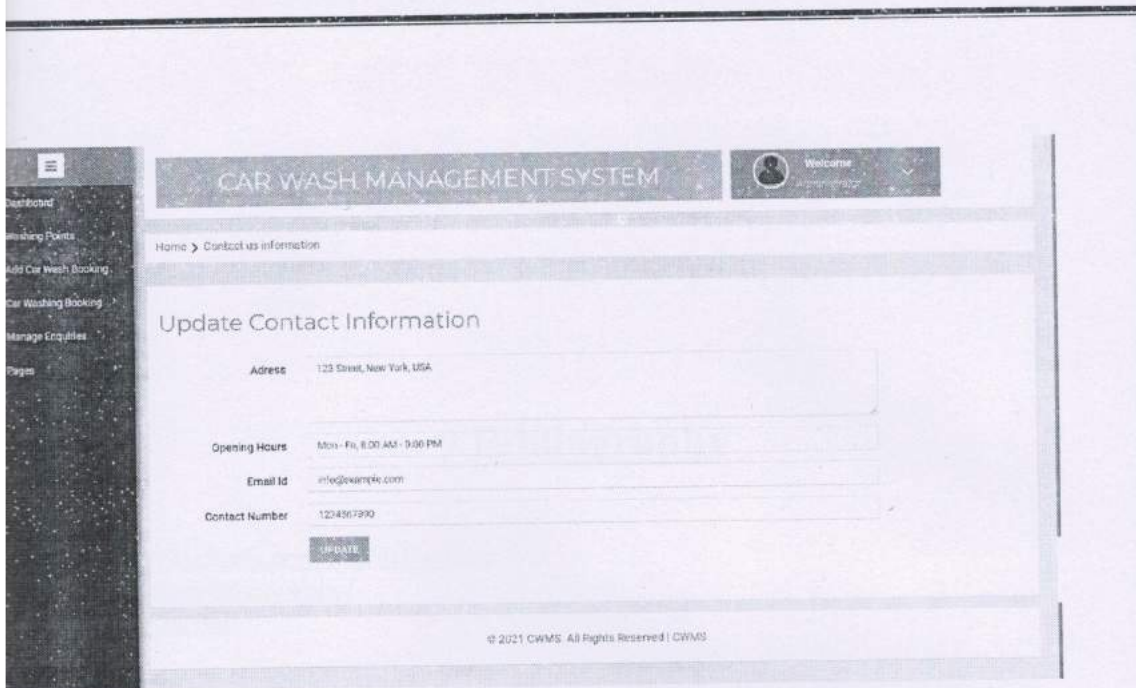 CAR WASH MANAGEMENT SYSTEM
Welcome
Administrator
Dashboard
Washing Points
Add Car Wash Booking
Car Washing Booking
Manage Enquiries
Pages
Home > Contact us information
Update Contact Information
Adress
123 Street, New York, USA
Opening Hours
Mon - Fri, 8:00 AM - 9:00 PM
Email Id
info@example.com
Contact Number
UPDATE
© 2021 CWMS. All Rights Reserved | CWMS